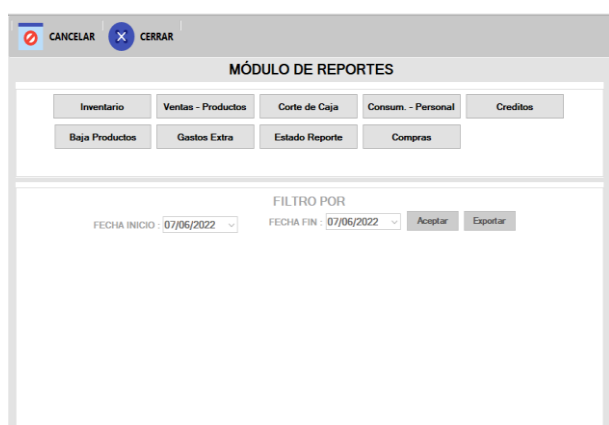 CANCELAR CERRAR
MÓDULO DE REPORTES
Inventario Ventas - Productos Corte de Caja Consum. - Personal Creditos
Baja Productos Gastos Extra Estado Reporte Compras
FILTRO POR
FECHA INICIO : 07/06/2022 FECHA FIN : 07/06/2022 Aceptar Exportar